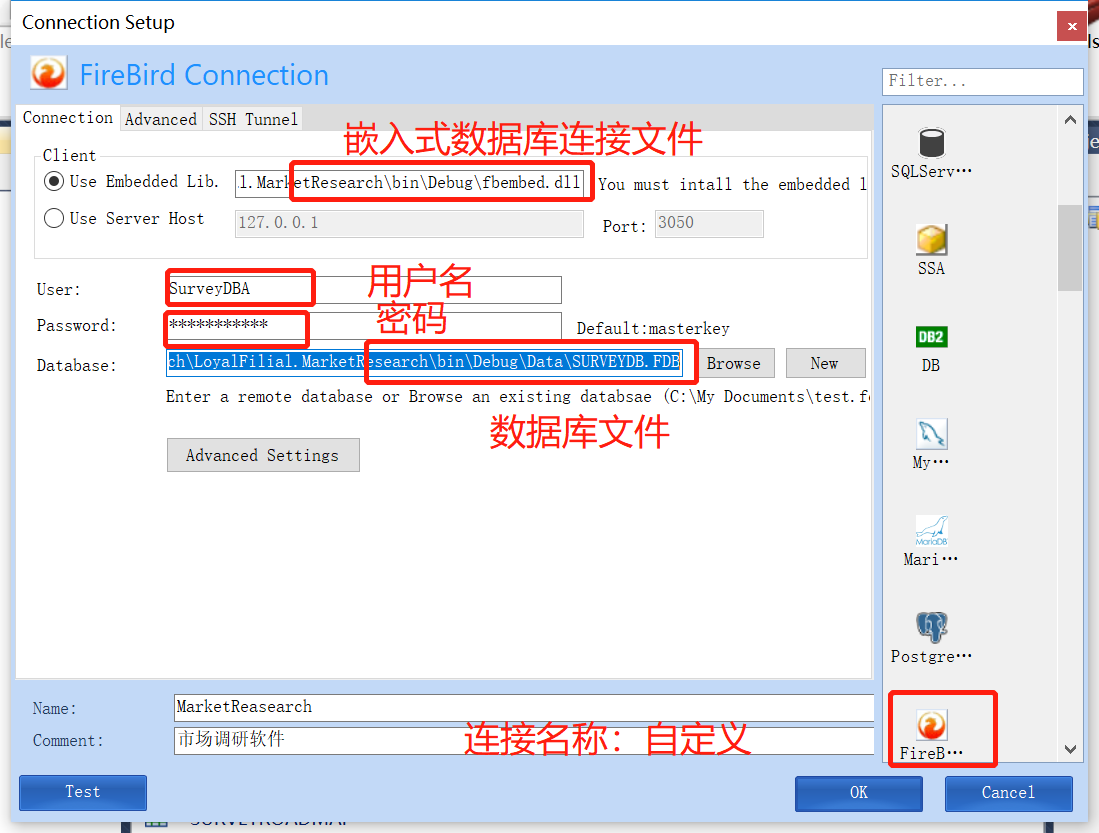 Connection Setup
FireBird Connection
Filter...
Connection
Advanced
SSH Tunnel
嵌入式数据库连接文件
Client
Use Embedded Lib.
l.MarketResearch\bin\Debug\fbembed.dll
You must intall the embedded l
Use Server Host
127.0.0.1
Port:
3050
User:
SurveyDBA
用户名
Password:
***********
密码
Default:masterkey
Database:
ch\LoyalFilial.MarketResearch\bin\Debug\Data\SURVEYDB.FDB
Browse
New
Enter a remote database or Browse an existing databsae (C:\My Documents\test.f
数据库文件
Advanced Settings
SQLServ...
SSA
DB2
DB
My...
MariaDB
Mari...
Postgre...
FireB...
Name:
MarketReasearch
Comment:
市场调研软件
连接名称：自定义
Test
OK
Cancel